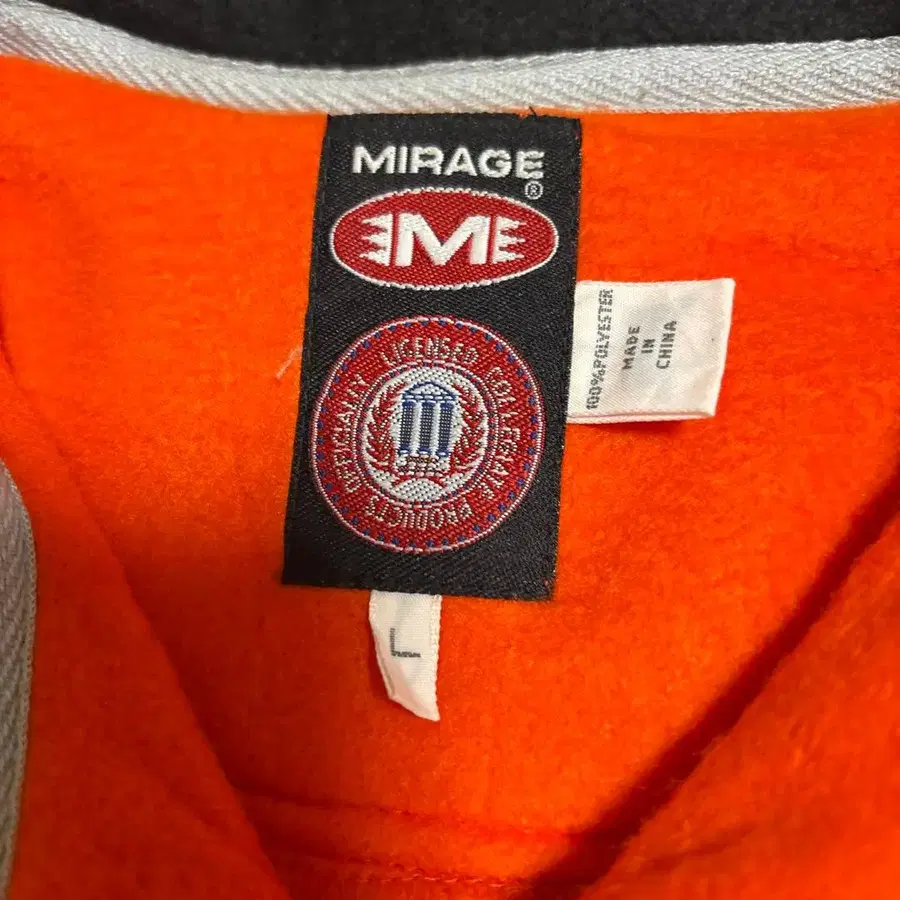 MIRAGE
®
M
OFFICIALLY LICENSED COLLEGIATE PRODUCTS
100%POLYESTER
MADE
IN
CHINA
L